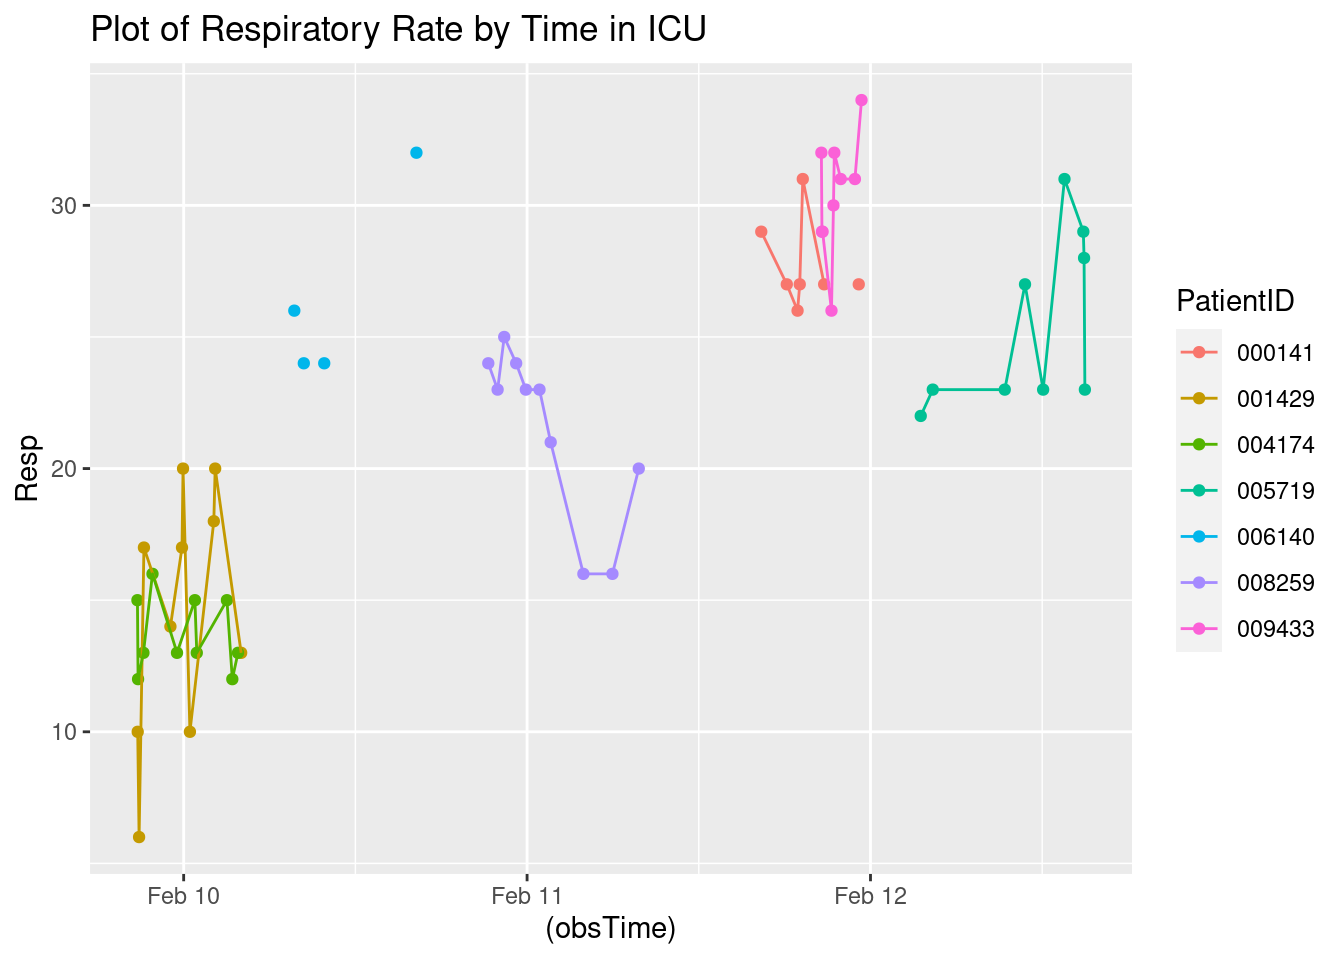 Plot of Respiratory Rate by Time in ICU
Resp
30
20
10
Feb 10
Feb 11
Feb 12
(obsTime)
PatientID
000141
001429
004174
005719
006140
008259
009433